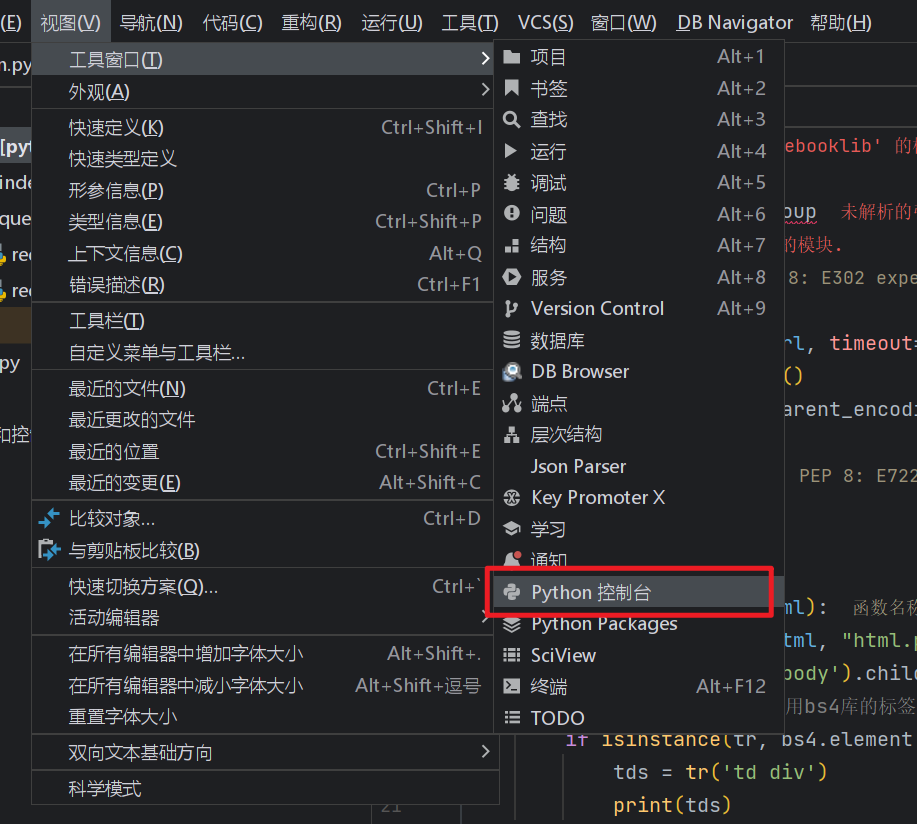 (E) 视图(V) 导航(N) 代码(C) 重构(R) 运行(U) 工具(T) VCS(S) 窗口(W) DB Navigator 帮助(H)
n.py
[pyt
inde
que
rec
rec
py
和控
工具窗口(T)
外观(A)
快速定义(K) Ctrl+Shift+I
快速类型定义
形参信息(P) Ctrl+P
类型信息(E) Ctrl+Shift+P
上下文信息(C) Alt+Q
错误描述(R) Ctrl+F1
工具栏(T)
自定义菜单与工具栏...
最近的文件(N) Ctrl+E
最近更改的文件
最近的位置 Ctrl+Shift+E
最近的变更(E) Alt+Shift+C
比较对象... Ctrl+D
与剪贴板比较(B)
快速切换方案(Q)... Ctrl+`
活动编辑器
在所有编辑器中增加字体大小 Alt+Shift+.
在所有编辑器中减小字体大小 Alt+Shift+逗号
重置字体大小
双向文本基础方向
科学模式
项目 Alt+1
书签 Alt+2
查找 Alt+3
运行 Alt+4
调试 Alt+5
问题 Alt+6
结构 Alt+7
服务 Alt+8
Version Control Alt+9
数据库
DB Browser
端点
层次结构
Json Parser
Key Promoter X
学习
通知
Python 控制台
Python Packages
SciView
终端 Alt+F12
TODO
ebooklib' 的
oup 未解析的
的模块.
8: E302 expe
rl, timeout=
()
arent_encodi
PEP 8: E722
ml): 函数名称
tml, "html.p
body').child
用bs4库的标签
if isinstance(tr, bs4.element
tds = tr('td div')
21 print(tds)